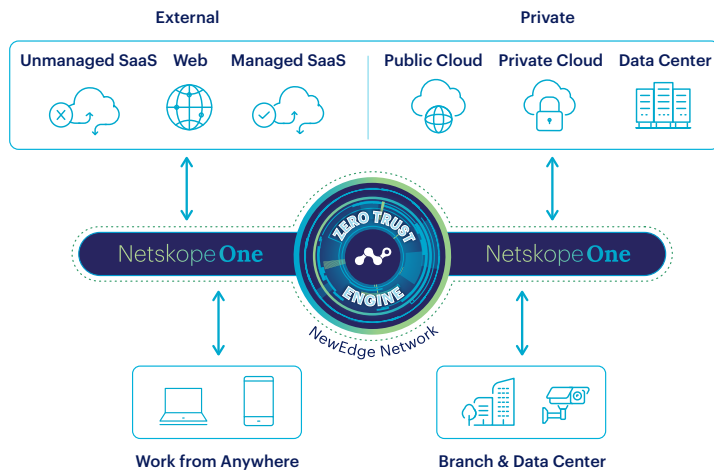 External
Private
Unmanaged SaaS
Web
Managed SaaS
Public Cloud
Private Cloud
Data Center
Netskope One
ZERO TRUST
ENGINE
Netskope One
NewEdge Network
Work from Anywhere
Branch & Data Center